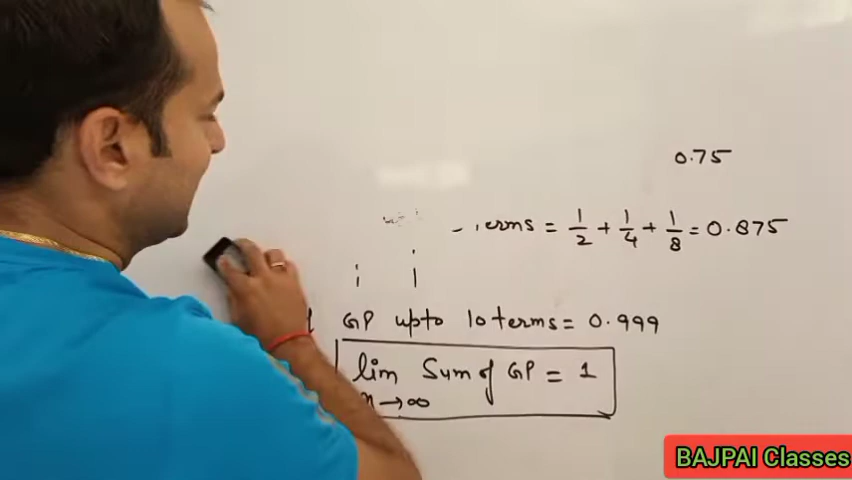 0.75
terms = 1/2 + 1/4 + 1/8 = 0.875
GP upto 10 terms = 0.999
lim Sum of GP = 1
n → ∞
BAJPAI Classes